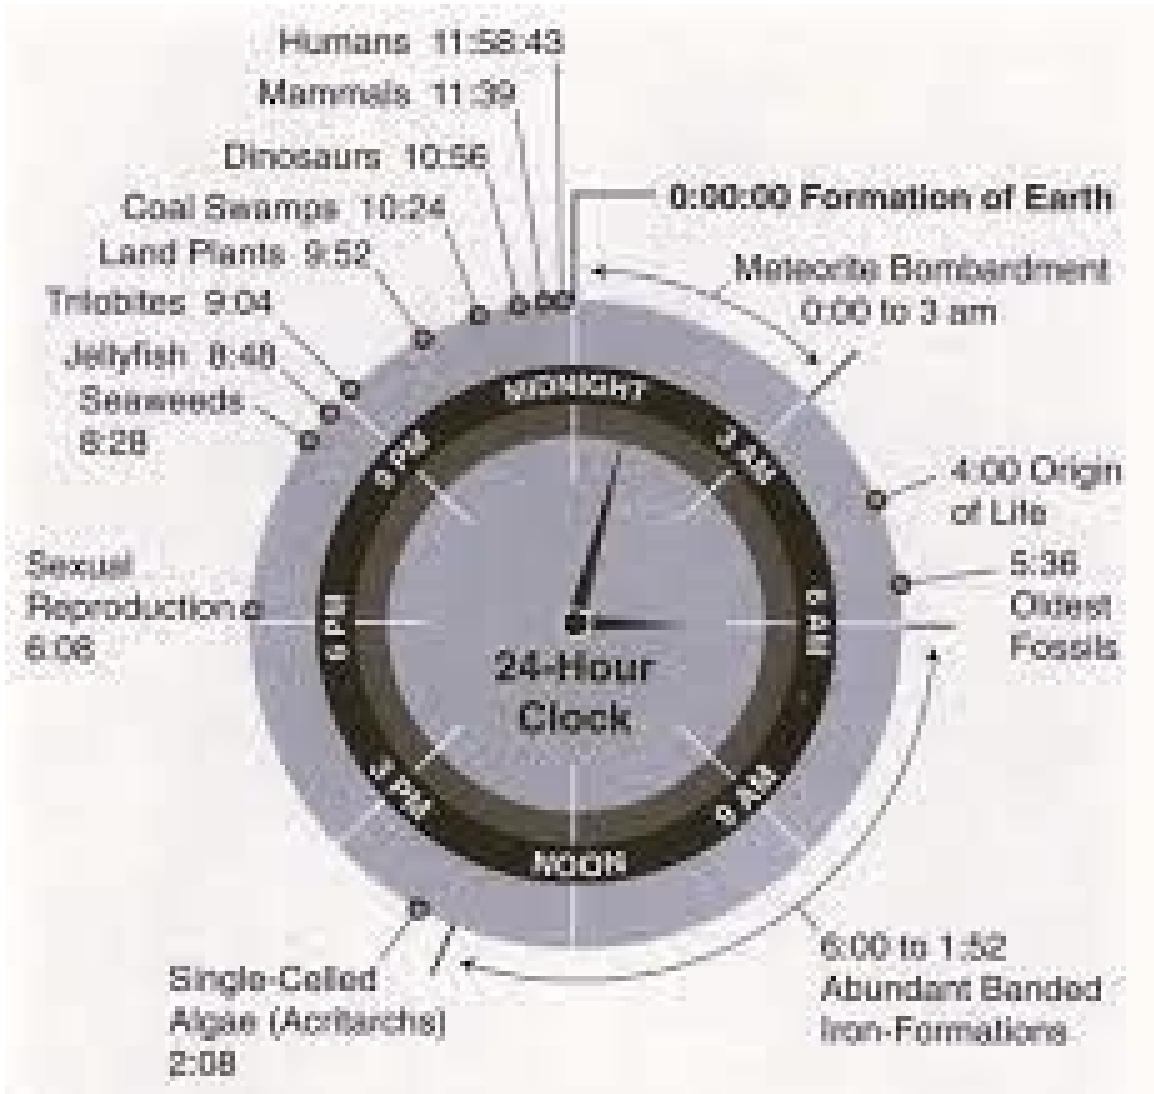 Humans 11:58:43
Mammals 11:39
Dinosaurs 10:56
Coal Swamps 10:24
Land Plants 9:52
Trilobites 9:04
Jellyfish 8:48
Seaweeds
8:28
Sexual
Reproduction
6:08
Single-Celled
Algae (Acritarchs)
2:08
0:00:00 Formation of Earth
Meteorite Bombardment
0:00 to 3 am
4:00 Origin
of Life
5:36
Oldest
Fossils
6:00 to 1:52
Abundant Banded
Iron-Formations
MIDNIGHT
3 AM
6 AM
9 AM
NOON
3 PM
6 PM
9 PM
24-Hour
Clock